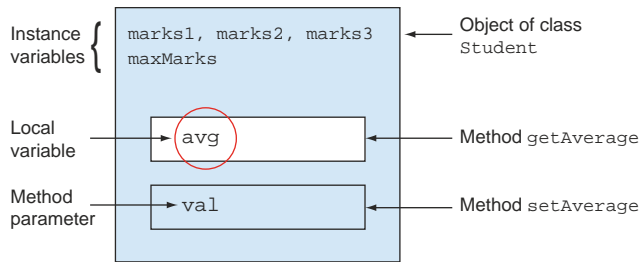 Instance
variables
marks1, marks2, marks3
maxMarks
Object of class
Student
Local
variable
avg
Method getAverage
Method
parameter
val
Method setAverage